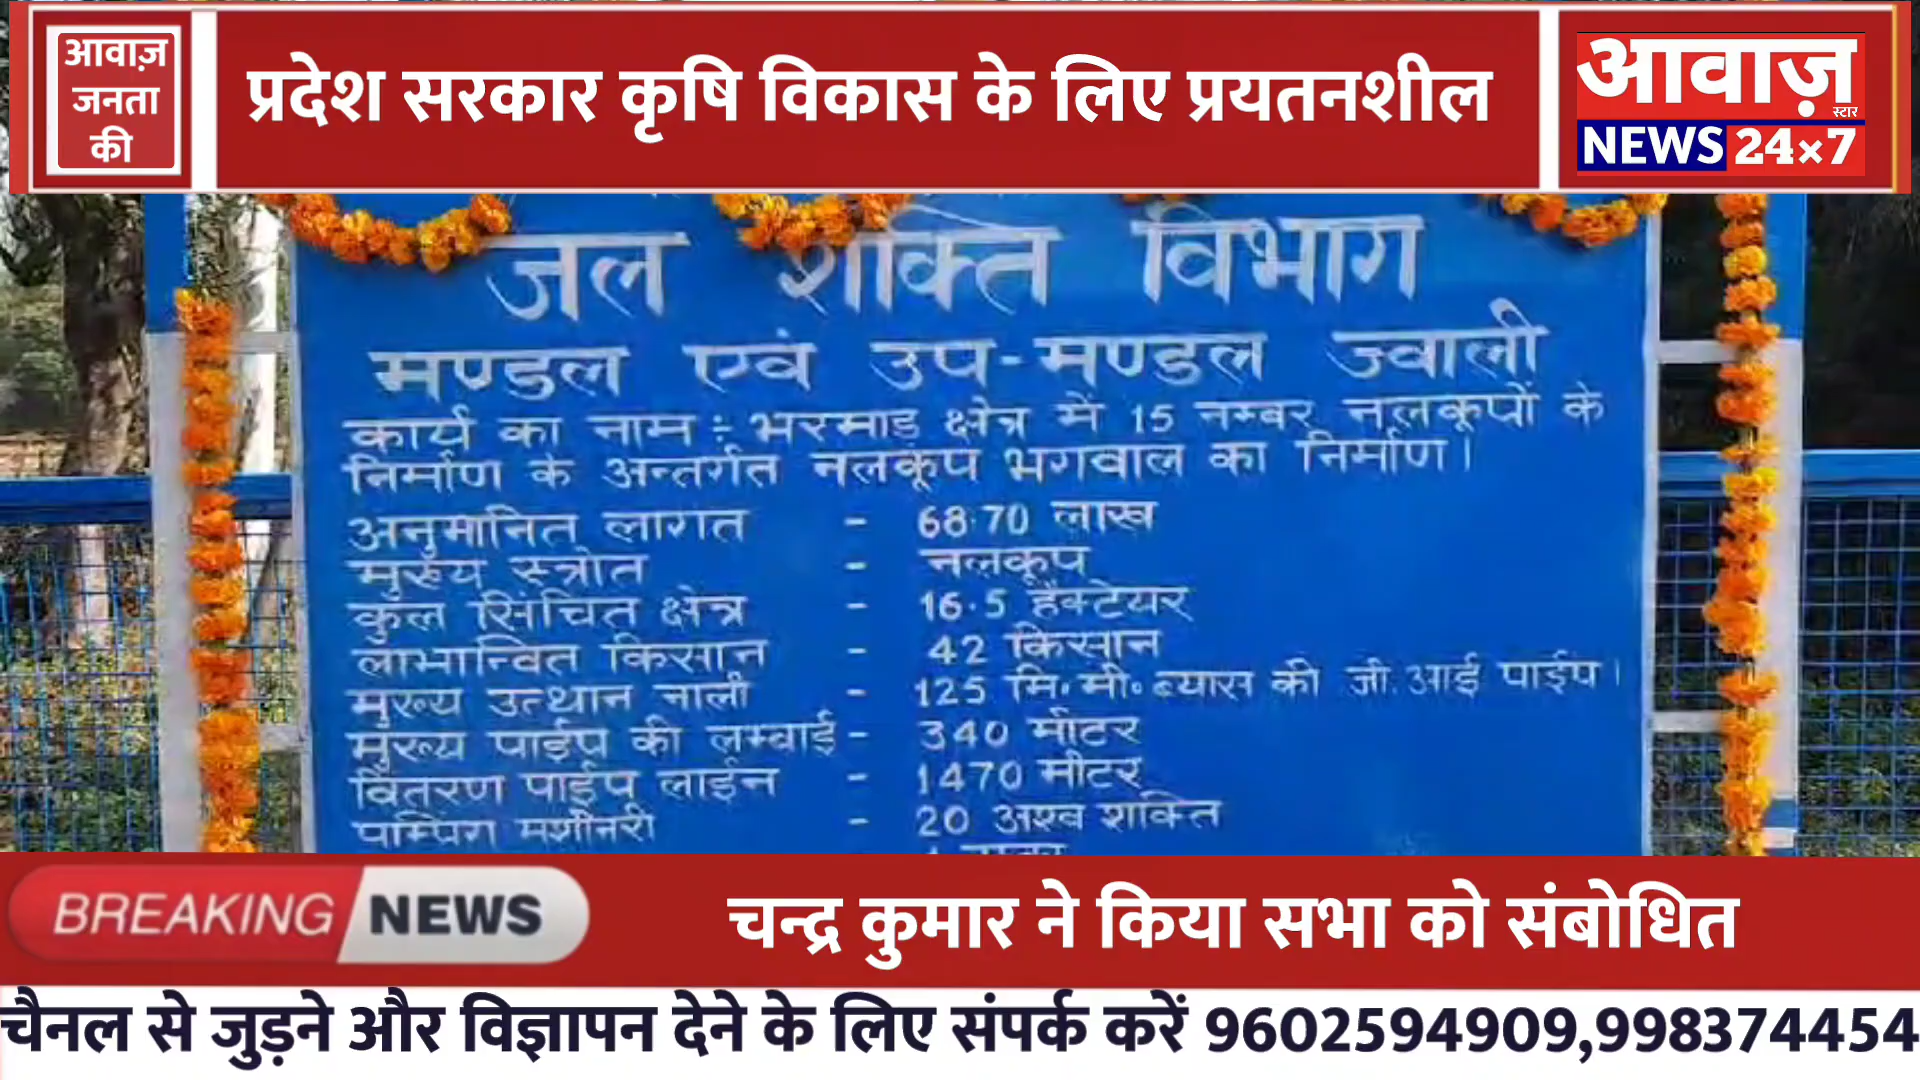 आवाज़
जनता
की
प्रदेश सरकार कृषि विकास के लिए प्रयतनशील
आवाज़
स्टार
NEWS 24×7
जल शक्ति विभाग
मण्डल एवं उप-मण्डल ज्वाली
कार्य का नाम :- भरमाड़ क्षेत्र में 15 नम्बर नलकूपों के
निर्माण के अन्तर्गत नलकूप भगवाल का निर्माण।
अनुमानित लागत - 68.70 लाख
मुख्य स्त्रोत - नलकूप
कुल सिंचित क्षेत्र - 16.5 हैक्टेयर
लाभान्वित किसान - 42 किसान
मुख्य उत्थान नाली - 125 मि.मी. ब्यास की जी.आई पाईप।
मुख्य पाईप की लम्बाई - 340 मीटर
वितरण पाईप लाईन - 1470 मीटर
पम्पिंग मशीनरी - 20 अश्व शक्ति
BREAKING NEWS
चन्द्र कुमार ने किया सभा को संबोधित
चैनल से जुड़ने और विज्ञापन देने के लिए संपर्क करें 9602594909,998374454